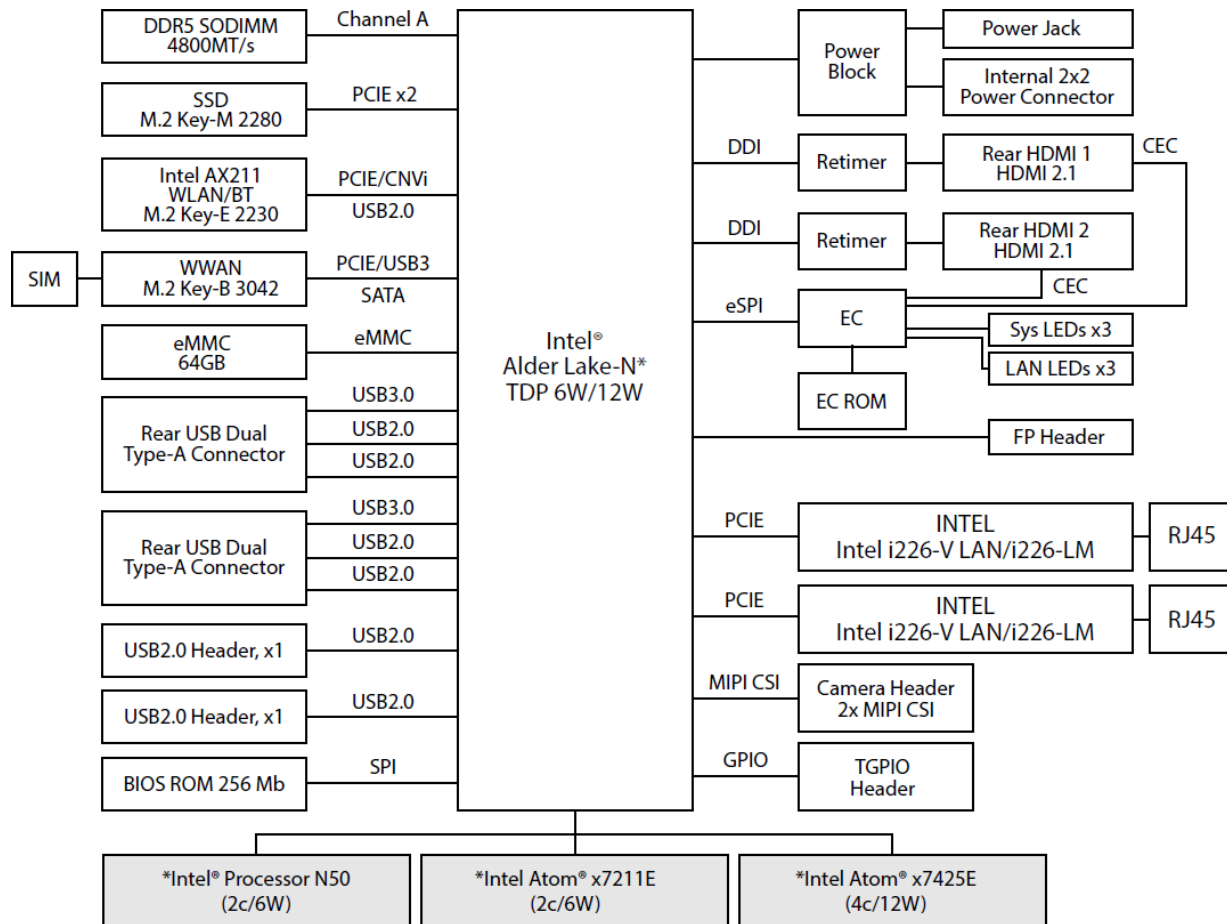 DDR5 SODIMM
4800MT/s
Channel A
SSD
M.2 Key-M 2280
PCIE x2
Intel AX211
WLAN/BT
M.2 Key-E 2230
PCIE/CNVi
USB2.0
SIM
WWAN
M.2 Key-B 3042
PCIE/USB3
SATA
eMMC
64GB
eMMC
Rear USB Dual
Type-A Connector
USB3.0
USB2.0
USB2.0
Rear USB Dual
Type-A Connector
USB3.0
USB2.0
USB2.0
USB2.0 Header, x1
USB2.0
USB2.0 Header, x1
USB2.0
BIOS ROM 256 Mb
SPI
Intel®
Alder Lake-N*
TDP 6W/12W
Power
Block
Power Jack
Internal 2x2
Power Connector
DDI
Retimer
Rear HDMI 1
HDMI 2.1
CEC
DDI
Retimer
Rear HDMI 2
HDMI 2.1
CEC
eSPI
EC
Sys LEDs x3
LAN LEDs x3
EC ROM
FP Header
PCIE
INTEL
Intel i226-V LAN/i226-LM
RJ45
PCIE
INTEL
Intel i226-V LAN/i226-LM
RJ45
MIPI CSI
Camera Header
2x MIPI CSI
GPIO
TGPIO
Header
*Intel® Processor N50
(2c/6W)
*Intel Atom® x7211E
(2c/6W)
*Intel Atom® x7425E
(4c/12W)